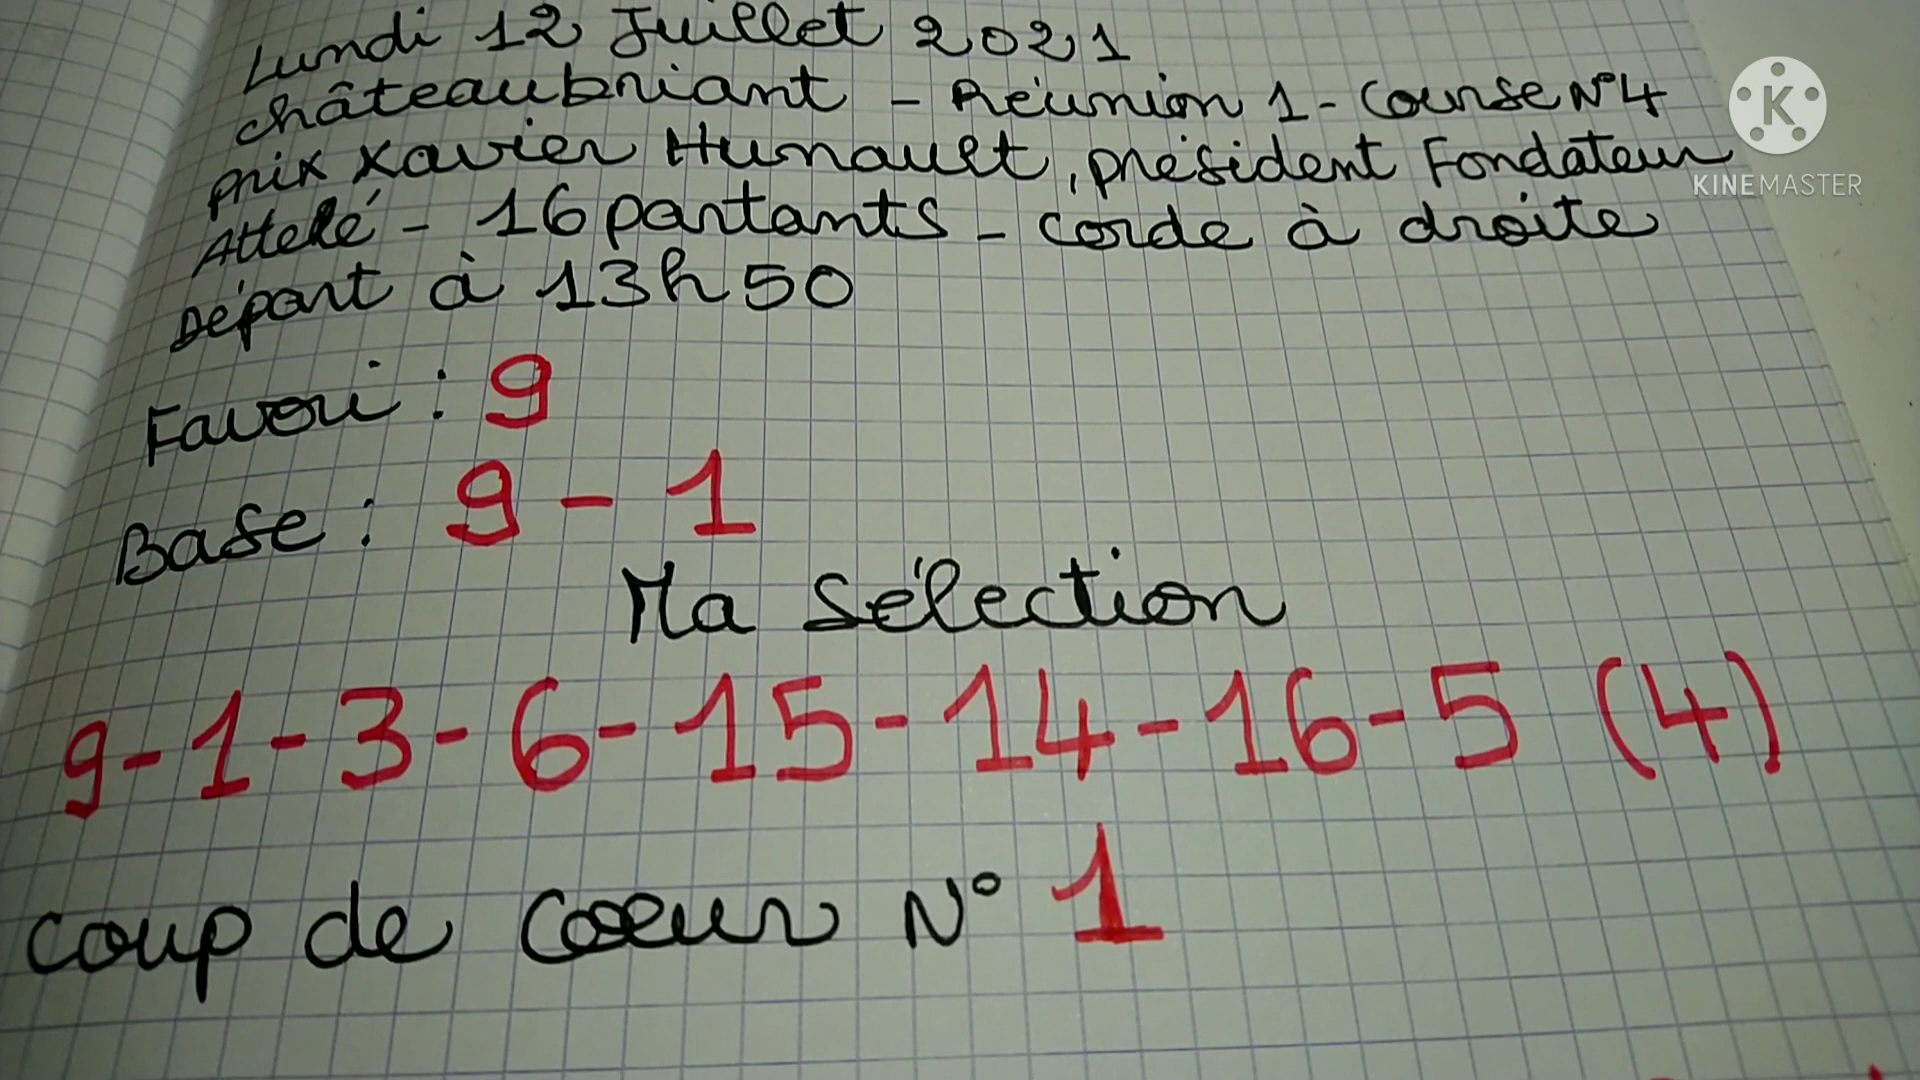 Lundi 12 Juillet 2021
châteaubriant - Réunion 1 - Course N°4
prix Xavier Hunault, président Fondateur
Attelé - 16 partants - Corde à droite
Départ à 13h50
Favori : 9
Base : 9 - 1
Ma Sélection
9-1-3-6-15-14-16-5 (4)
Coup de Coeur N° 1
K
KINEMASTER